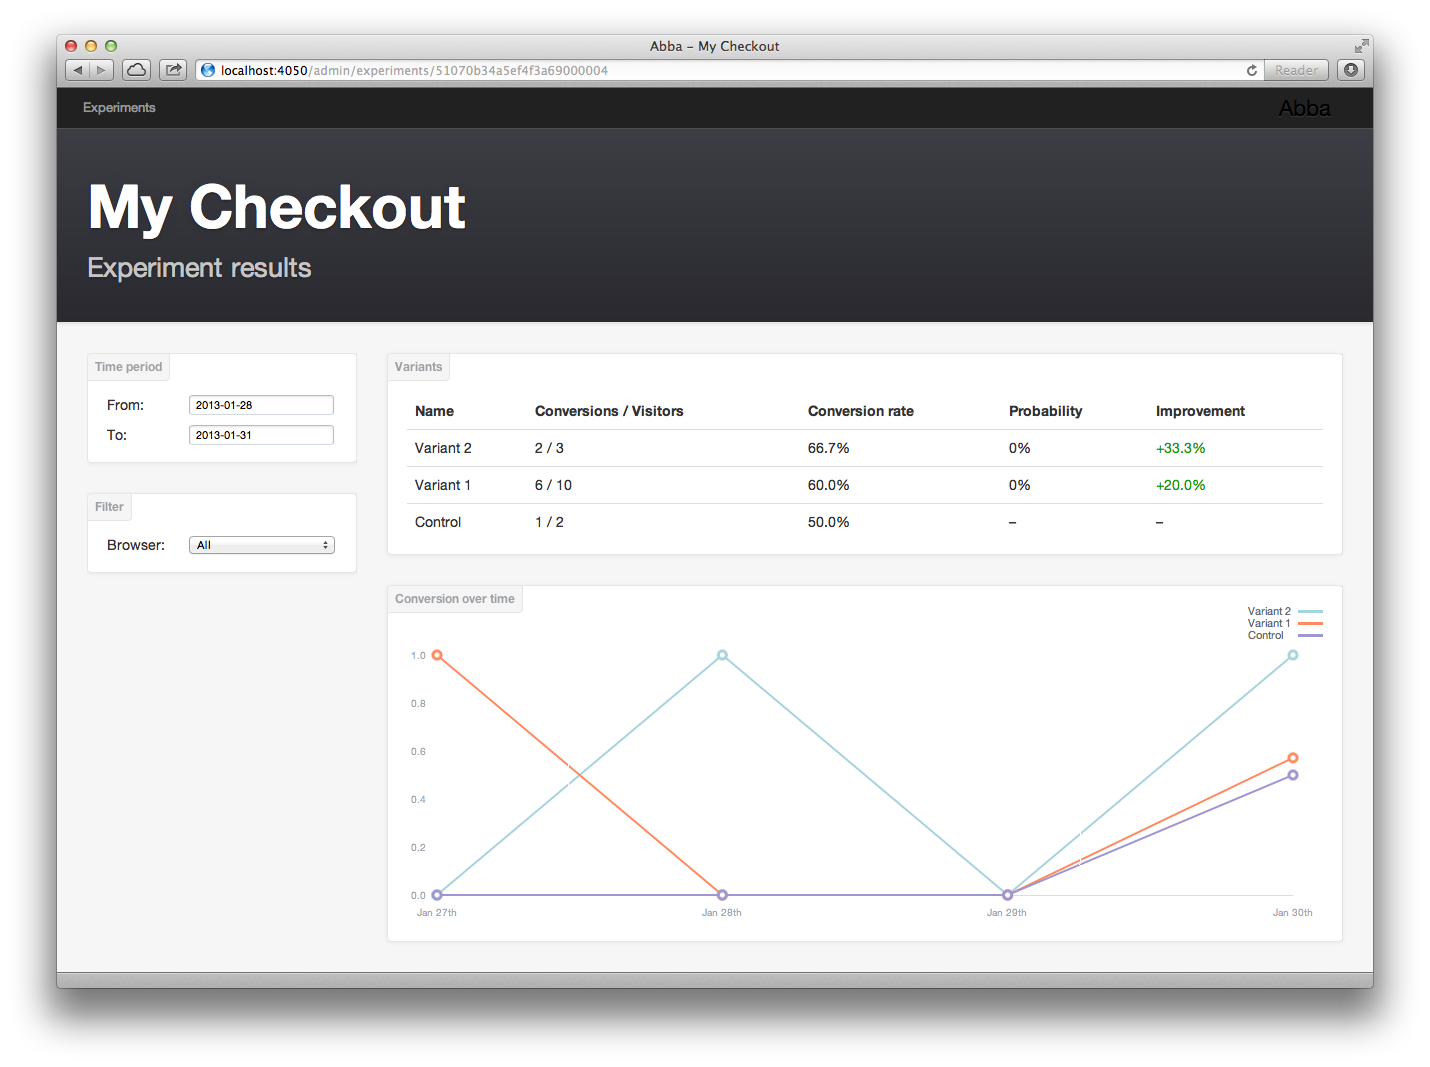 Abba – My Checkout
localhost:4050/admin/experiments/51070b34a5ef4f3a69000004
Reader
Experiments
Abba
My Checkout
Experiment results
Time period
From: 2013-01-28
To: 2013-01-31
Filter
Browser: All
Variants
Name Conversions / Visitors Conversion rate Probability Improvement
Variant 2 2 / 3 66.7% 0% +33.3%
Variant 1 6 / 10 60.0% 0% +20.0%
Control 1 / 2 50.0% – –
Conversion over time
Variant 2
Variant 1
Control
1.0
0.8
0.6
0.4
0.2
0.0
Jan 27th Jan 28th Jan 29th Jan 30th